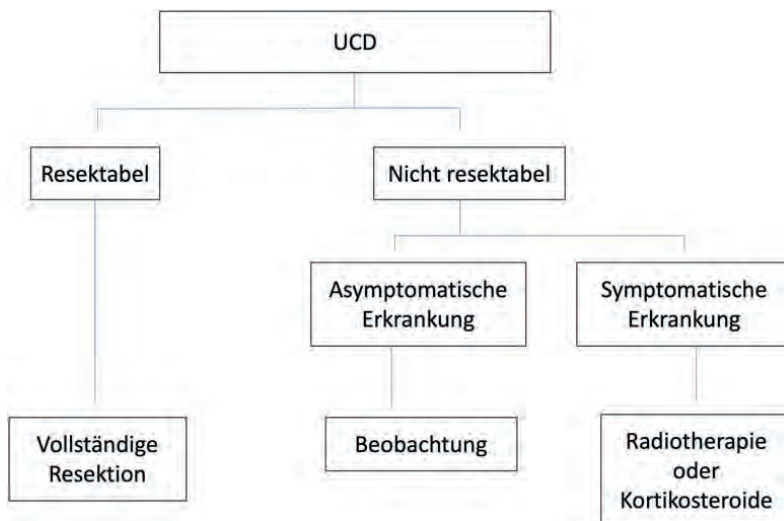 UCD
Resektabel
Nicht resektabel
Asymptomatische
Erkrankung
Symptomatische
Erkrankung
Vollständige
Resektion
Beobachtung
Radiotherapie
oder
Kortikosteroide